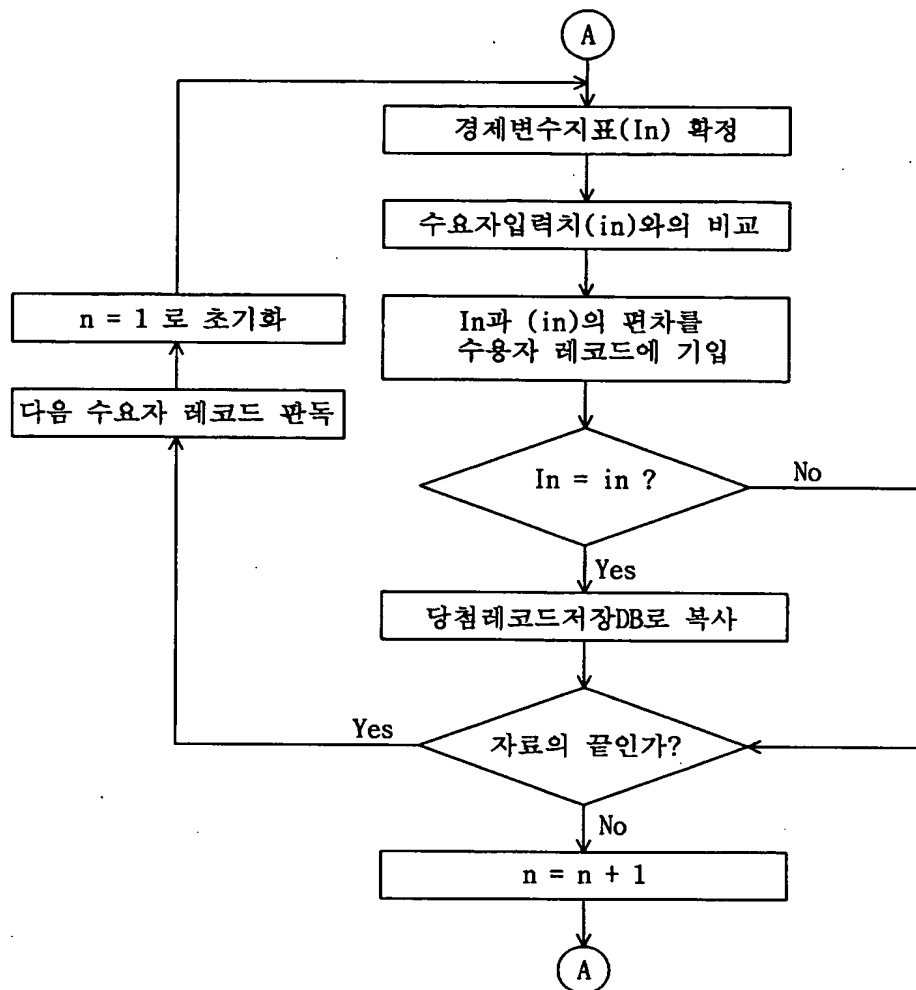 A
경제변수지표(In) 확정
수요자입력치(in)와의 비교
n = 1 로 초기화
In과 (in)의 편차를
수용자 레코드에 기입
다음 수요자 레코드 판독
In = in ?
No
Yes
당첨레코드저장DB로 복사
Yes
자료의 끝인가?
No
n = n + 1
A